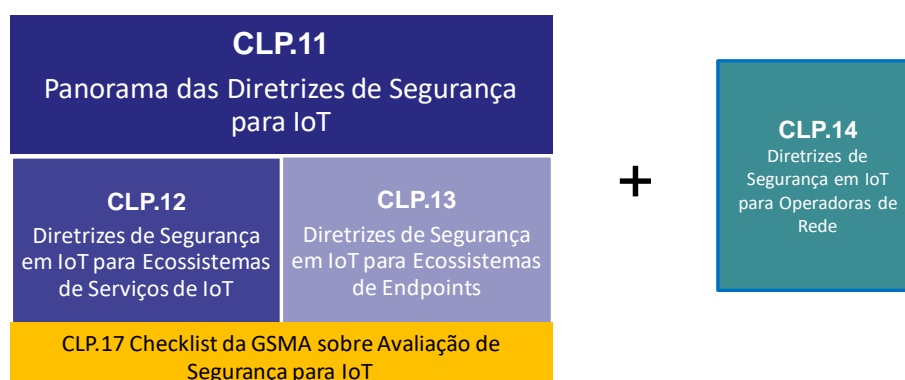 CLP.11
Panorama das Diretrizes de Segurança
para IoT
CLP.12
Diretrizes de Segurança
em IoT para Ecossistemas
de Serviços de IoT
CLP.13
Diretrizes de Segurança
em IoT para Ecossistemas
de Endpoints
CLP.17 Checklist da GSMA sobre Avaliação de
Segurança para IoT
+
CLP.14
Diretrizes de
Segurança em IoT
para Operadoras de
Rede